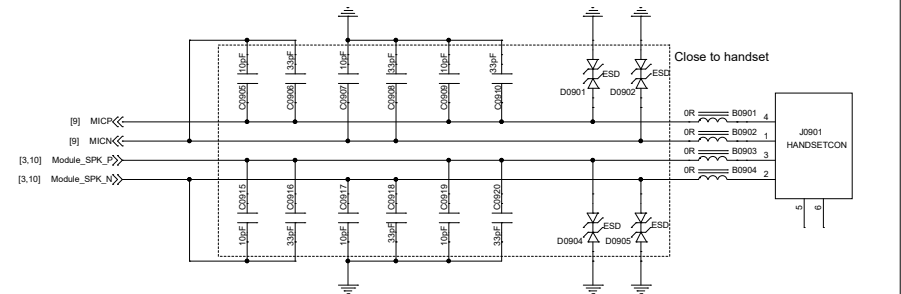 Close to handset
10pF
33pF
10pF
33pF
10pF
33pF
C0905
C0906
C0907
C0908
C0909
C0910
ESD
D0901
ESD
D0902
[9] MICP
[9] MICN
[3,10] Module_SPK_P
[3,10] Module_SPK_N
0R B0901 4
0R B0902 1
0R B0903 3
0R B0904 2
J0901
HANDSETCON
5
6
C0915
C0916
C0917
C0918
C0919
C0920
10pF
33pF
10pF
33pF
10pF
33pF
ESD
D0904
ESD
D0905